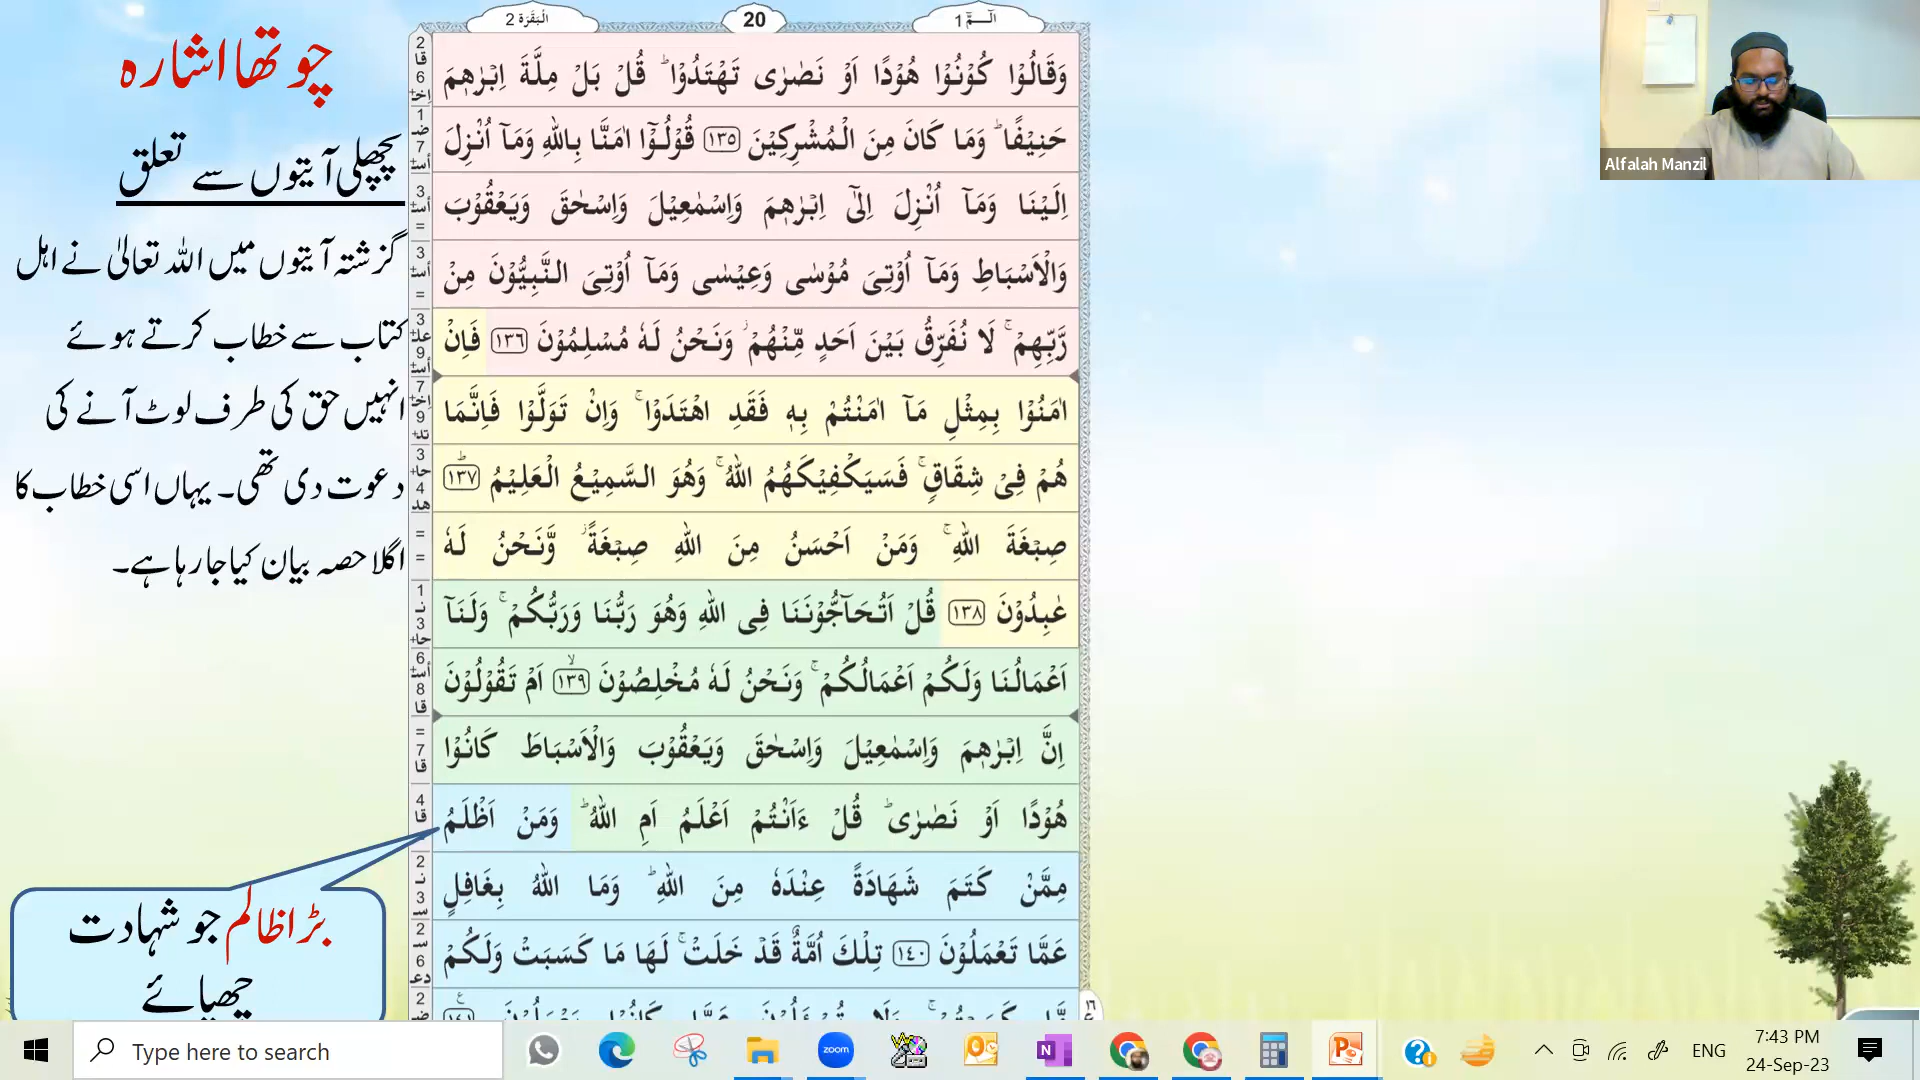 چوتھا اشارہ
پچھلی آیتوں سے تعلق
گزشتہ آیتوں میں اللہ تعالیٰ نے اہل
کتاب سے خطاب کرتے ہوئے
انہیں حق کی طرف لوٹ آنے کی
دعوت دی تھی۔ یہاں اسی خطاب کا
اگلا حصہ بیان کیا جا رہا ہے۔
بڑا ظالم جو شہادت
چھپائے
الٓـمّٓ 1
20
الْبَقَرَة 2
وَقَالُوْا كُوْنُوْا هُوْدًا اَوْ نَصٰرٰى تَهْتَدُوْا ؕ قُلْ بَلْ مِلَّةَ اِبْرٰهٖمَ
حَنِيْفًا ؕ وَمَا كَانَ مِنَ الْمُشْرِكِيْنَ ﴿١٣٥﴾ قُوْلُوْٓا اٰمَنَّا بِاللّٰهِ وَمَآ اُنْزِلَ
اِلَيْنَا وَمَآ اُنْزِلَ اِلٰٓى اِبْرٰهٖمَ وَاِسْمٰعِيْلَ وَاِسْحٰقَ وَيَعْقُوْبَ
وَالْاَسْبَاطِ وَمَآ اُوْتِىَ مُوْسٰى وَعِيْسٰى وَمَآ اُوْتِىَ النَّبِيُّوْنَ مِنْ
رَّبِّهِمْ ۚ لَا نُفَرِّقُ بَيْنَ اَحَدٍ مِّنْهُمْ ۫ وَنَحْنُ لَهٗ مُسْلِمُوْنَ ﴿١٣٦﴾ فَاِنْ
اٰمَنُوْا بِمِثْلِ مَآ اٰمَنْتُمْ بِهٖ فَقَدِ اهْتَدَوْا ۚ وَاِنْ تَوَلَّوْا فَاِنَّمَا
هُمْ فِىْ شِقَاقٍ ۚ فَسَيَكْفِيْكَهُمُ اللّٰهُ ۚ وَهُوَ السَّمِيْعُ الْعَلِيْمُ ﴿١٣٧﴾ ؕ
صِبْغَةَ اللّٰهِ ۚ وَمَنْ اَحْسَنُ مِنَ اللّٰهِ صِبْغَةً ۫ وَّنَحْنُ لَهٗ
عٰبِدُوْنَ ﴿١٣٨﴾ قُلْ اَتُحَآجُّوْنَنَا فِى اللّٰهِ وَهُوَ رَبُّنَا وَرَبُّكُمْ ۚ وَلَنَآ
اَعْمَالُنَا وَلَكُمْ اَعْمَالُكُمْ ۚ وَنَحْنُ لَهٗ مُخْلِصُوْنَ ﴿١٣٩﴾ ۙ اَمْ تَقُوْلُوْنَ
اِنَّ اِبْرٰهٖمَ وَاِسْمٰعِيْلَ وَاِسْحٰقَ وَيَعْقُوْبَ وَالْاَسْبَاطَ كَانُوْا
هُوْدًا اَوْ نَصٰرٰى ؕ قُلْ ءَاَنْتُمْ اَعْلَمُ اَمِ اللّٰهُ ؕ وَمَنْ اَظْلَمُ
مِمَّنْ كَتَمَ شَهَادَةً عِنْدَهٗ مِنَ اللّٰهِ ؕ وَمَا اللّٰهُ بِغَافِلٍ
عَمَّا تَعْمَلُوْنَ ﴿١٤٠﴾ تِلْكَ اُمَّةٌ قَدْ خَلَتْ ۚ لَهَا مَا كَسَبَتْ وَلَكُمْ
Alfalah Manzil
Type here to search
zoom
ENG
7:43 PM
24-Sep-23